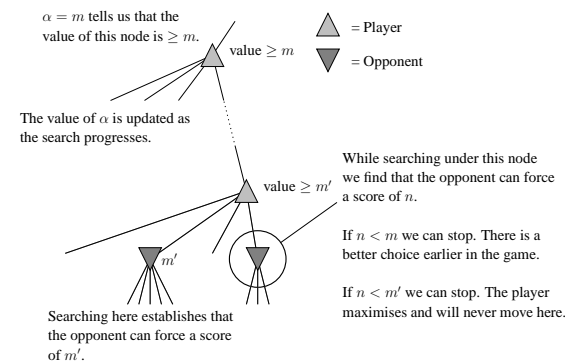 α = m tells us that the
value of this node is ≥ m.
value ≥ m
= Player
= Opponent
The value of α is updated as
the search progresses.
While searching under this node
we find that the opponent can force
a score of n.
value ≥ m′
If n < m we can stop. There is a
better choice earlier in the game.
m′
If n < m′ we can stop. The player
maximises and will never move here.
Searching here establishes that
the opponent can force a score
of m′.